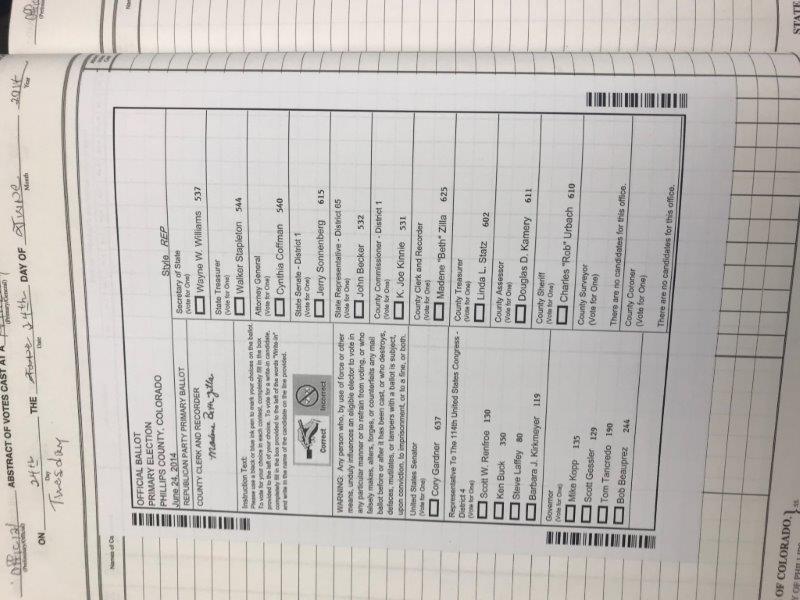 Official
ABSTRACT OF VOTES CAST AT A
ON 24th THE 24th DAY OF June 2014
Day Date Month Year
Tuesday
OFFICIAL BALLOT
PRIMARY ELECTION
PHILLIPS COUNTY, COLORADO
June 24, 2014
Style REP
REPUBLICAN PARTY PRIMARY BALLOT
COUNTY CLERK AND RECORDER
Instruction Text:
Please use a black or blue ink pen to mark your choices on the ballot.
To vote for your choice in each contest, completely fill in the box
provided to the left of your choice. To vote for a write-in candidate,
completely fill in the box provided to the left of the words "Write-in"
and write in the name of the candidate on the line provided.
Correct
Incorrect
WARNING: Any person who, by use of force or other
means, unduly influences an eligible elector to vote in
any particular manner or to refrain from voting, or who
falsely makes, alters, forges, or counterfeits any mail
ballot before or after it has been cast, or who destroys,
defaces, mutilates, or tampers with a ballot is subject,
upon conviction, to imprisonment, or to a fine, or both.
United States Senator
(Vote for One)
Cory Gardner 637
Representative To The 114th United States Congress -
District 4
(Vote for One)
Scott W. Renfroe 130
Ken Buck 350
Steve Laffey 80
Barbara J. Kirkmeyer 119
Governor
(Vote for One)
Mike Kopp 135
Scott Gessler 129
Tom Tancredo 190
Bob Beauprez 244
Secretary of State
(Vote for One)
Wayne W. Williams 537
State Treasurer
(Vote for One)
Walker Stapleton 544
Attorney General
(Vote for One)
Cynthia Coffman 540
State Senate - District 1
(Vote for One)
Jerry Sonnenberg 615
State Representative - District 65
(Vote for One)
John Becker 532
County Commissioner - District 1
(Vote for One)
K. Joe Kinnie 531
County Clerk and Recorder
(Vote for One)
Madene "Beth" Zilla 625
County Treasurer
(Vote for One)
Linda L. Statz 602
County Assessor
(Vote for One)
Douglas D. Kamery 611
County Sheriff
(Vote for One)
Charles "Rob" Urbach 610
County Surveyor
(Vote for One)
There are no candidates for this office.
County Coroner
(Vote for One)
There are no candidates for this office.
OF COLORADO,
STATE